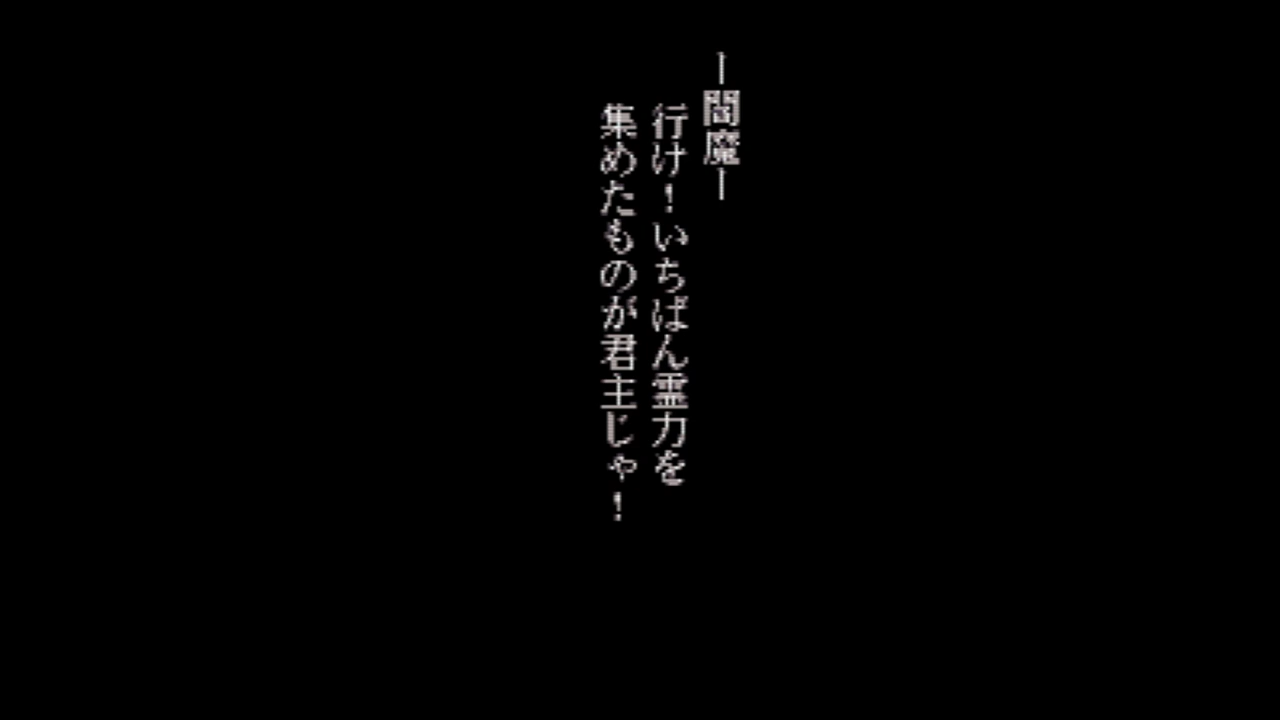 ー閻魔ー
行け！いちばん霊力を
集めたものが君主じゃ！